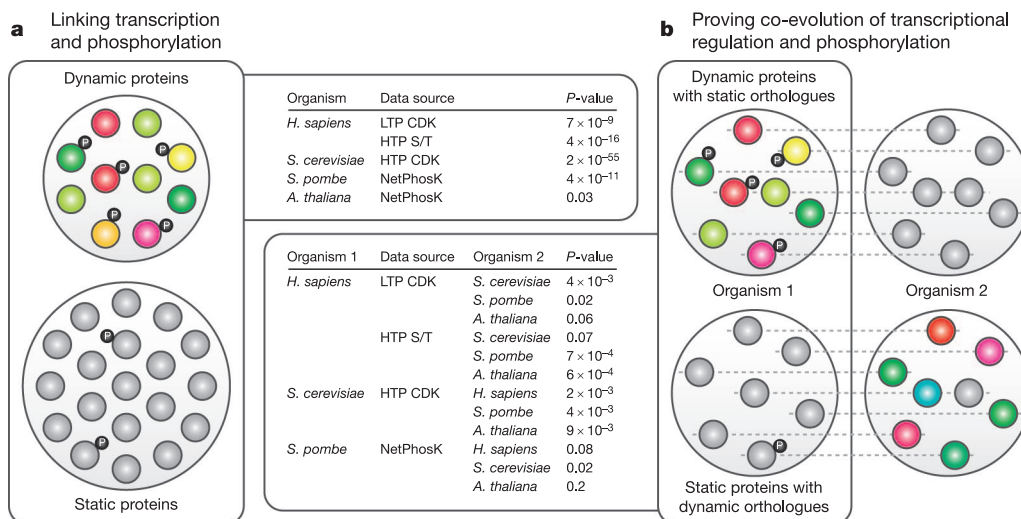 a Linking transcription
and phosphorylation
Dynamic proteins
P
P
P
P
P
P
P
Static proteins
Organism Data source P-value
H. sapiens LTP CDK 7 × 10⁻⁹
HTP S/T 4 × 10⁻¹⁶
S. cerevisiae HTP CDK 2 × 10⁻⁵⁵
S. pombe NetPhosK 4 × 10⁻¹¹
A. thaliana NetPhosK 0.03
Organism 1 Data source Organism 2 P-value
H. sapiens LTP CDK S. cerevisiae 4 × 10⁻³
S. pombe 0.02
A. thaliana 0.06
HTP S/T S. cerevisiae 0.07
S. pombe 7 × 10⁻⁴
A. thaliana 6 × 10⁻⁴
S. cerevisiae HTP CDK H. sapiens 2 × 10⁻³
S. pombe 4 × 10⁻³
A. thaliana 9 × 10⁻³
S. pombe NetPhosK H. sapiens 0.08
S. cerevisiae 0.02
A. thaliana 0.2
b Proving co-evolution of transcriptional
regulation and phosphorylation
Dynamic proteins
with static orthologues
P
P
P
P
Organism 1 Organism 2
P
Static proteins with
dynamic orthologues